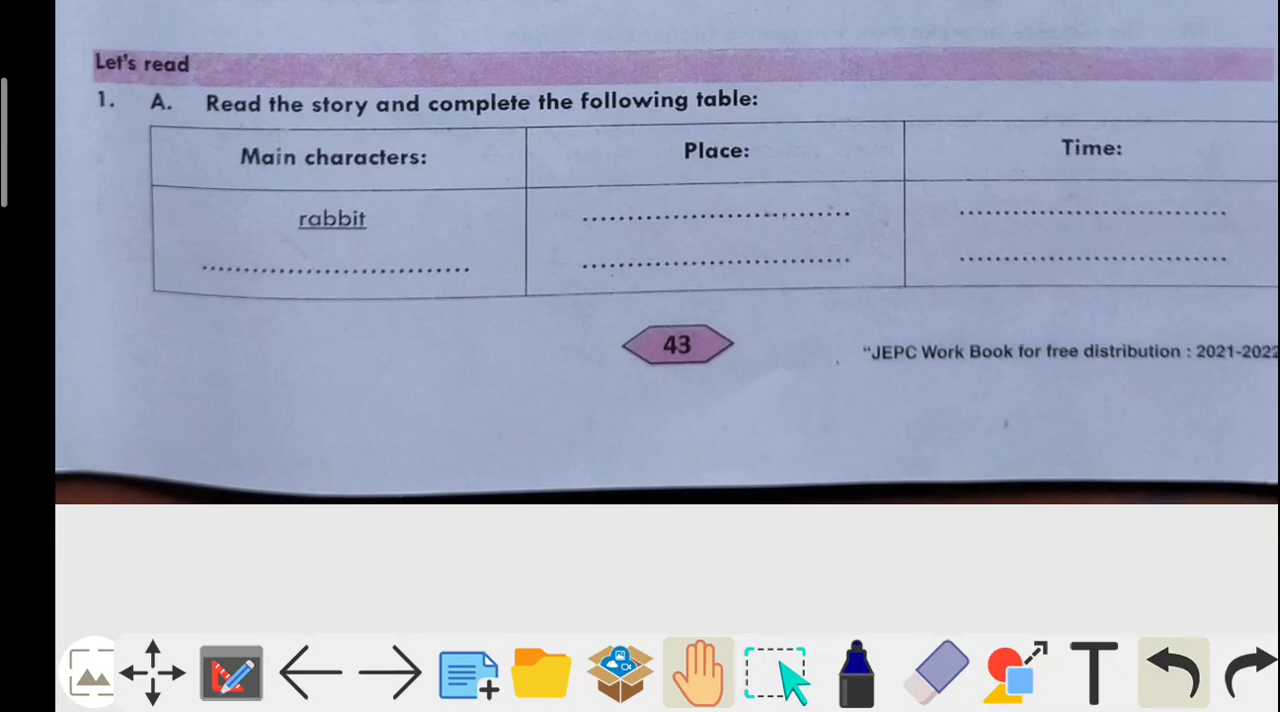 Let's read
1. A. Read the story and complete the following table:
Main characters: Place: Time:
rabbit ............................ ............................
............................ ............................ ............................
43
"JEPC Work Book for free distribution : 2021-2022
T